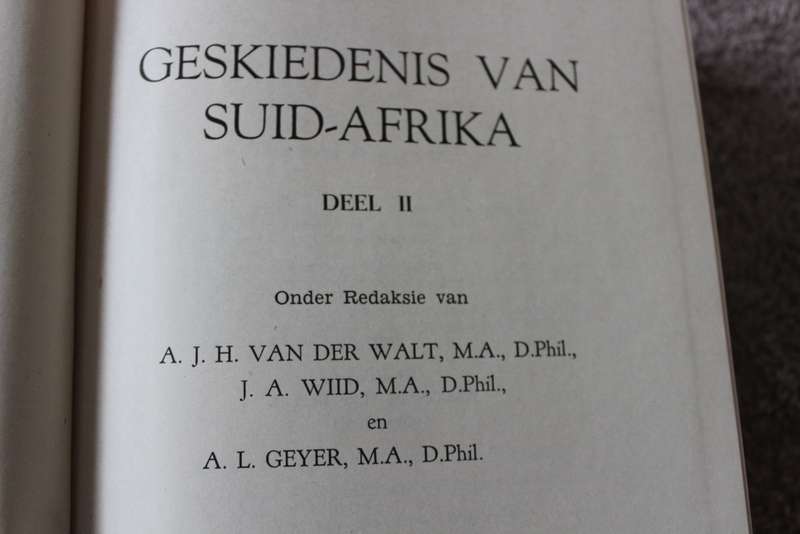 GESKIEDENIS VAN
SUID-AFRIKA
DEEL II
Onder Redaksie van
A. J. H. VAN DER WALT, M.A., D.Phil.,
J. A. WIID, M.A., D.Phil.,
en
A. L. GEYER, M.A., D.Phil.